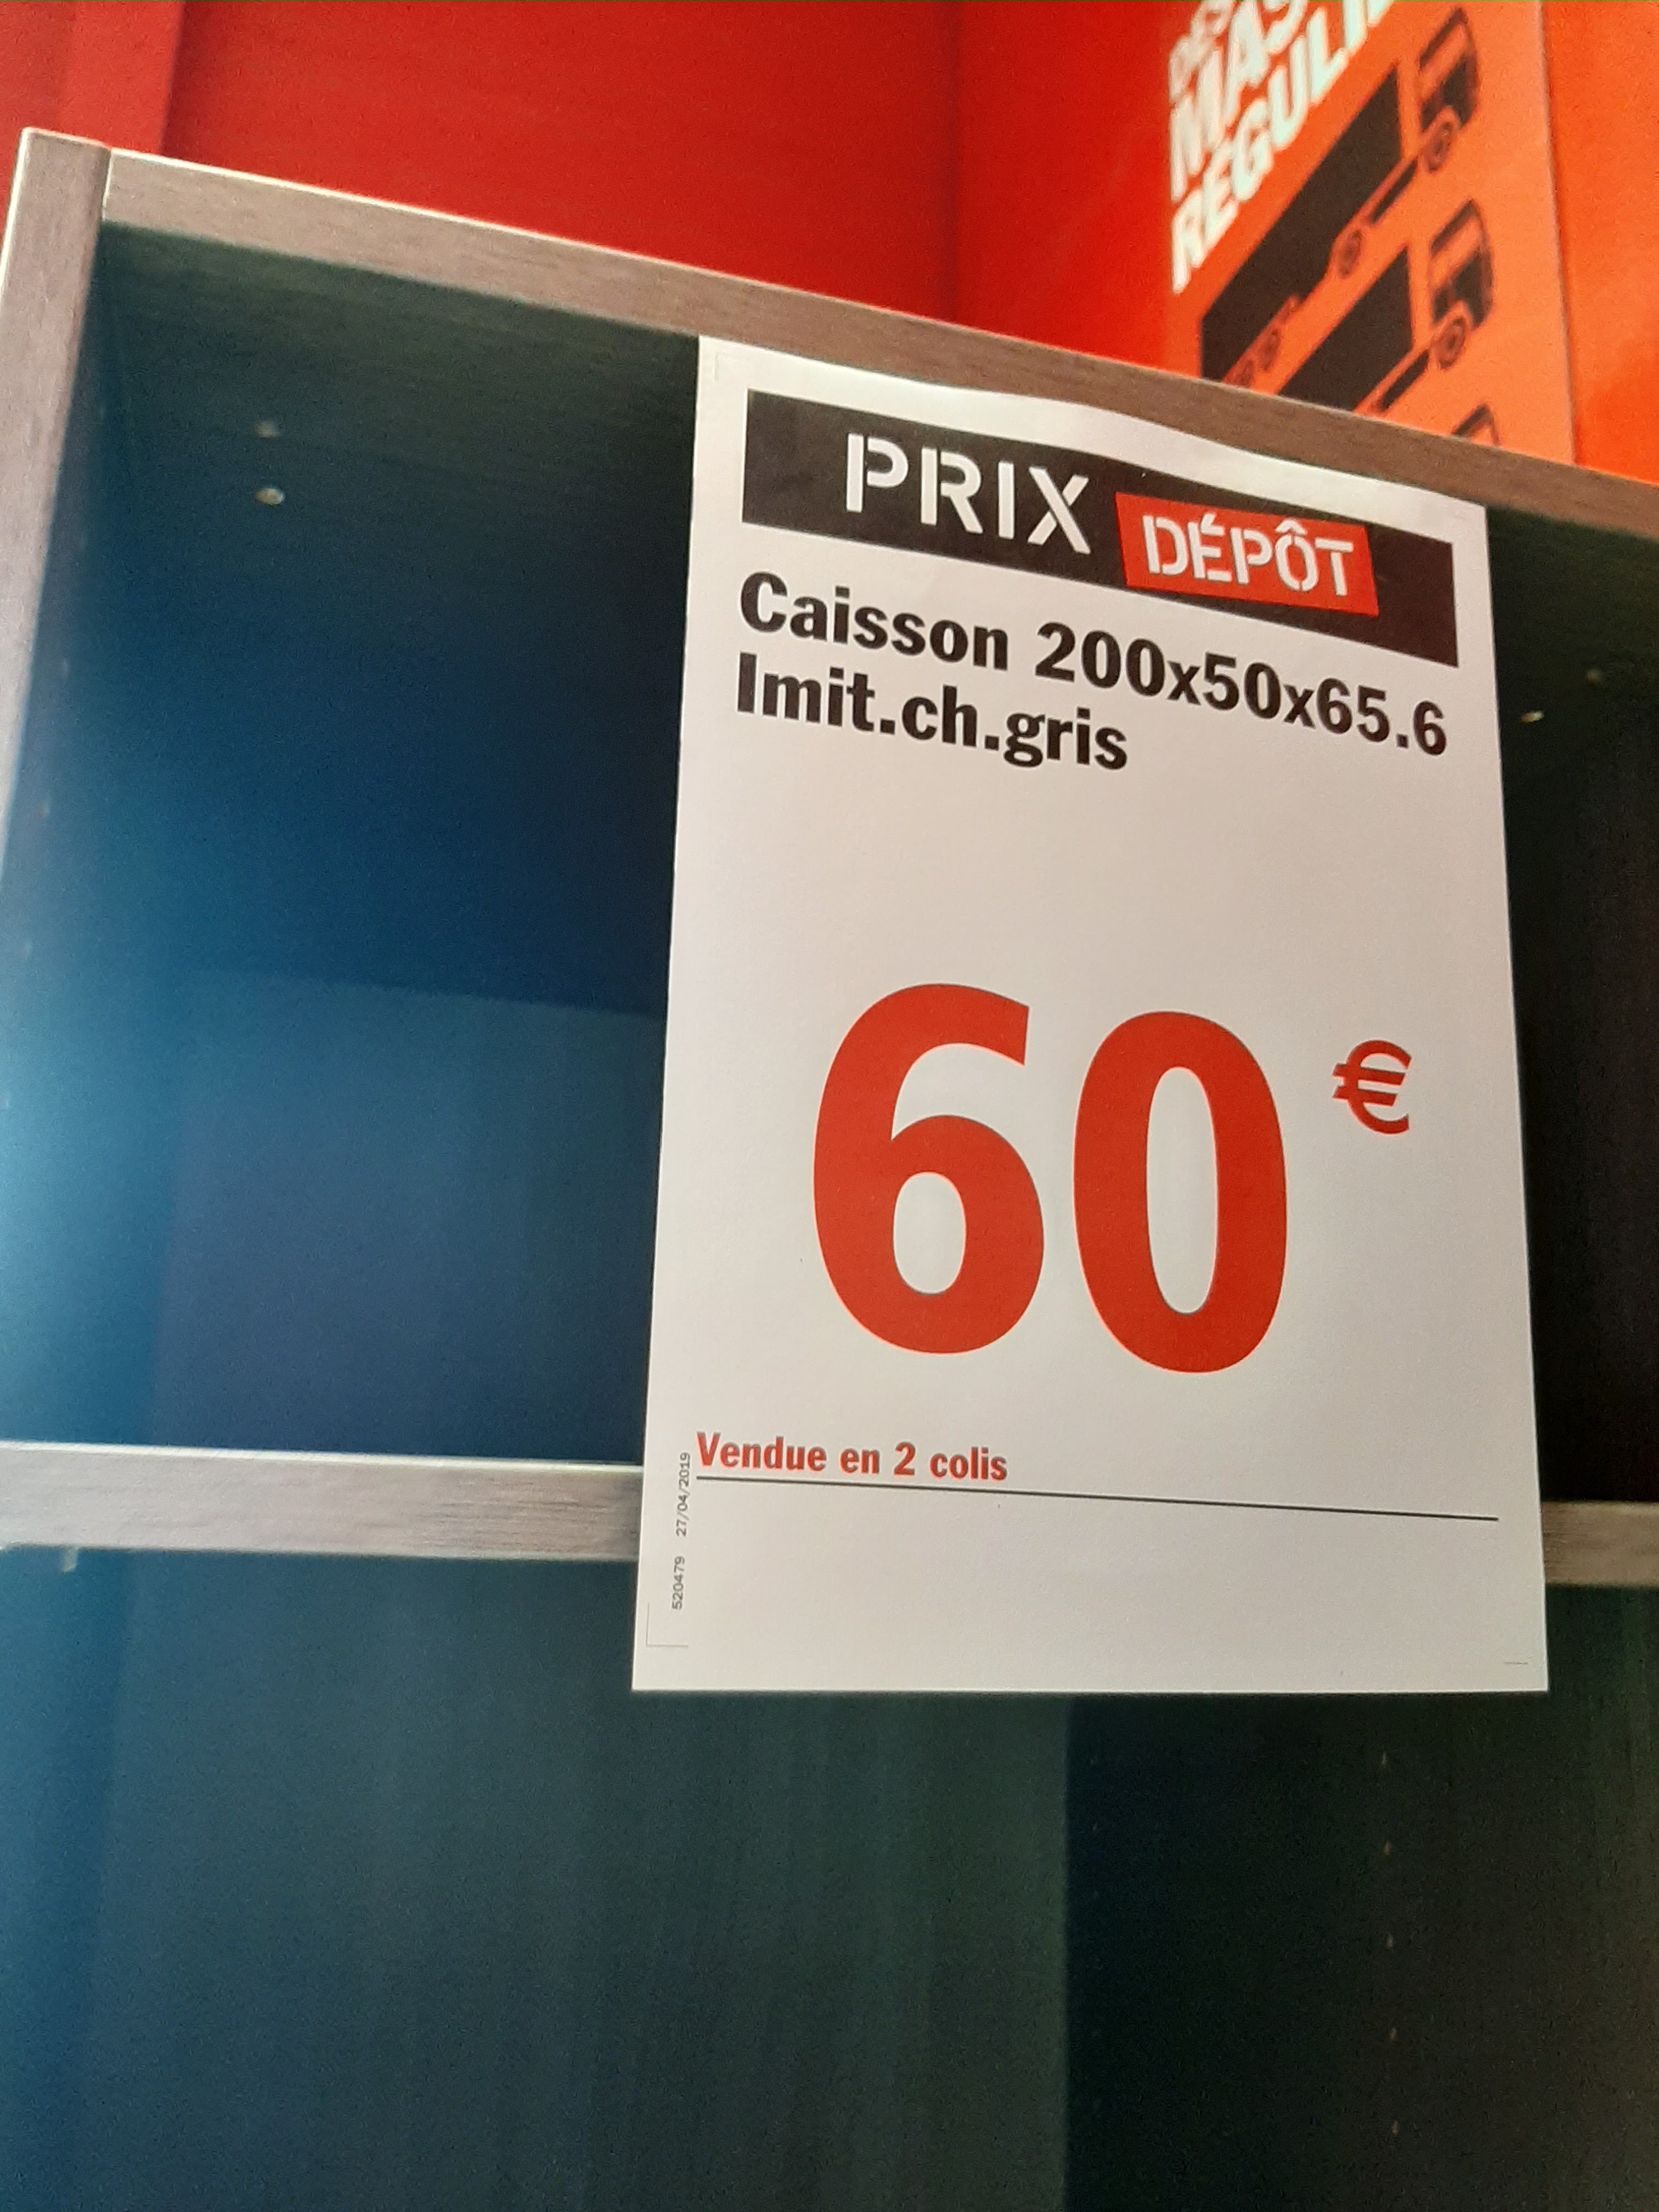 PRIX DÉPÔT
Caisson 200x50x65.6
Imit.ch.gris
60 €
Vendue en 2 colis
520479 27/04/2019